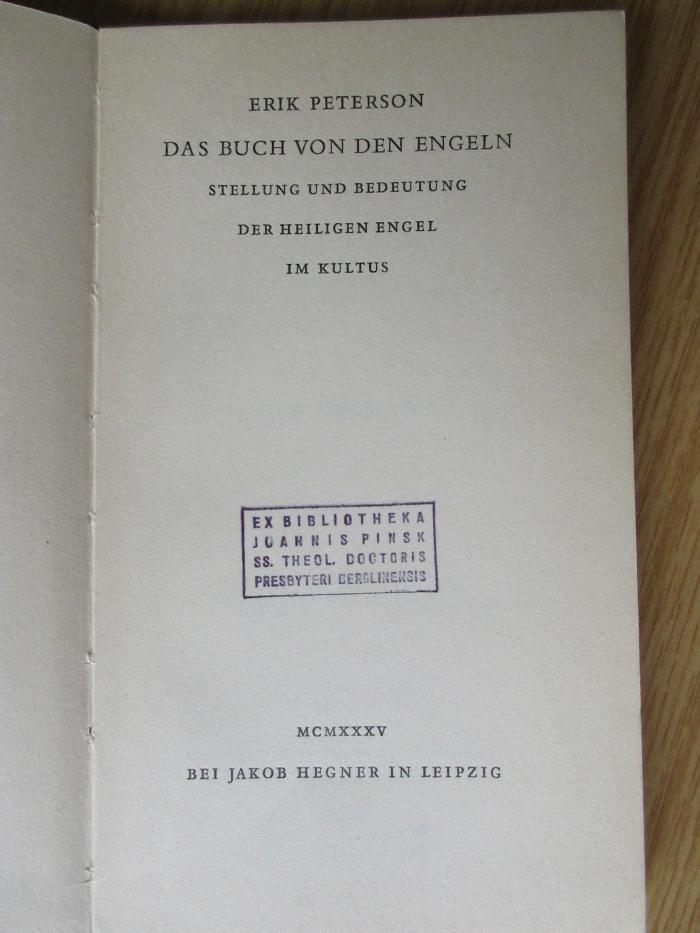 ERIK PETERSON
DAS BUCH VON DEN ENGELN
STELLUNG UND BEDEUTUNG
DER HEILIGEN ENGEL
IM KULTUS
EX BIBLIOTHEKA
JOANNIS PINSK
SS. THEOL. DOCTORIS
PRESBYTERI BERLINENSIS
MCMXXXV
BEI JAKOB HEGNER IN LEIPZIG